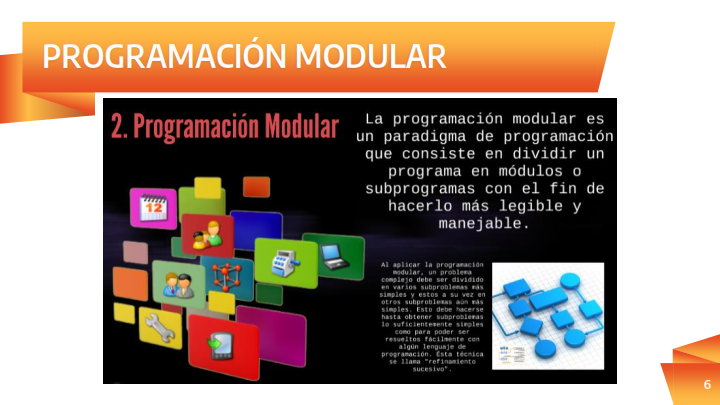 PROGRAMACIÓN MODULAR
2. Programación Modular
La programación modular es
un paradigma de programación
que consiste en dividir un
programa en módulos o
subprogramas con el fin de
hacerlo más legible y
manejable.
12
Al aplicar la programación
modular, un problema
complejo debe ser dividido
en varios subproblemas más
simples y estos a su vez en
otros subproblemas aún más
simples. Esto debe hacerse
hasta obtener subproblemas
lo suficientemente simples
como para poder ser
resueltos fácilmente con
algún lenguaje de
programación. Ésta técnica
se llama "refinamiento
sucesivo".
6